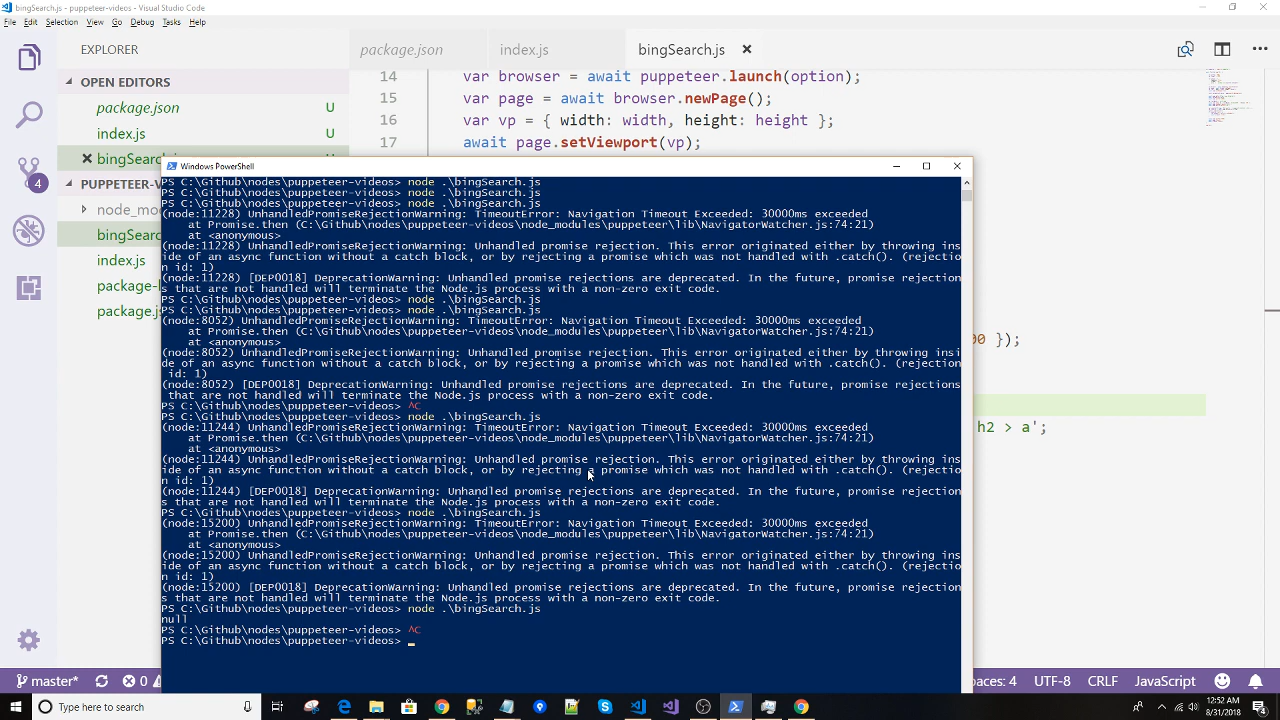 bingSearch.js - puppeteer-videos - Visual Studio Code
File Edit Selection View Go Debug Terminal Help
EXPLORER
package.json index.js bingSearch.js
OPEN EDITORS
package.json U
index.js U
bingSearch
PUPPETEER-V
node_mo
bingsearc
index.js
package-
package.js
4
14 var browser = await puppeteer.launch(option);
15 var page = await browser.newPage();
16 var vp = { width: width, height: height };
17 await page.setViewport(vp);
00 });
h2 > a';
Windows PowerShell
PS C:\Github\nodes\puppeteer-videos> node .\bingSearch.js
PS C:\Github\nodes\puppeteer-videos> node .\bingSearch.js
PS C:\Github\nodes\puppeteer-videos> node .\bingSearch.js
(node:11228) UnhandledPromiseRejectionWarning: TimeoutError: Navigation Timeout Exceeded: 30000ms exceeded
at Promise.then (C:\Github\nodes\puppeteer-videos\node_modules\puppeteer\lib\NavigatorWatcher.js:74:21)
at <anonymous>
(node:11228) UnhandledPromiseRejectionWarning: Unhandled promise rejection. This error originated either by throwing ins
ide of an async function without a catch block, or by rejecting a promise which was not handled with .catch(). (rejectio
n id: 1)
(node:11228) [DEP0018] DeprecationWarning: Unhandled promise rejections are deprecated. In the future, promise rejection
s that are not handled will terminate the Node.js process with a non-zero exit code.
PS C:\Github\nodes\puppeteer-videos> node .\bingSearch.js
PS C:\Github\nodes\puppeteer-videos> node .\bingSearch.js
(node:8052) UnhandledPromiseRejectionWarning: TimeoutError: Navigation Timeout Exceeded: 30000ms exceeded
at Promise.then (C:\Github\nodes\puppeteer-videos\node_modules\puppeteer\lib\NavigatorWatcher.js:74:21)
at <anonymous>
(node:8052) UnhandledPromiseRejectionWarning: Unhandled promise rejection. This error originated either by throwing insi
de of an async function without a catch block, or by rejecting a promise which was not handled with .catch(). (rejection
id: 1)
(node:8052) [DEP0018] DeprecationWarning: Unhandled promise rejections are deprecated. In the future, promise rejections
that are not handled will terminate the Node.js process with a non-zero exit code.
PS C:\Github\nodes\puppeteer-videos> ^C
PS C:\Github\nodes\puppeteer-videos> node .\bingSearch.js
(node:11244) UnhandledPromiseRejectionWarning: TimeoutError: Navigation Timeout Exceeded: 30000ms exceeded
at Promise.then (C:\Github\nodes\puppeteer-videos\node_modules\puppeteer\lib\NavigatorWatcher.js:74:21)
at <anonymous>
(node:11244) UnhandledPromiseRejectionWarning: Unhandled promise rejection. This error originated either by throwing ins
ide of an async function without a catch block, or by rejecting a promise which was not handled with .catch(). (rejectio
n id: 1)
(node:11244) [DEP0018] DeprecationWarning: Unhandled promise rejections are deprecated. In the future, promise rejection
s that are not handled will terminate the Node.js process with a non-zero exit code.
PS C:\Github\nodes\puppeteer-videos> node .\bingSearch.js
(node:15200) UnhandledPromiseRejectionWarning: TimeoutError: Navigation Timeout Exceeded: 30000ms exceeded
at Promise.then (C:\Github\nodes\puppeteer-videos\node_modules\puppeteer\lib\NavigatorWatcher.js:74:21)
at <anonymous>
(node:15200) UnhandledPromiseRejectionWarning: Unhandled promise rejection. This error originated either by throwing ins
ide of an async function without a catch block, or by rejecting a promise which was not handled with .catch(). (rejectio
n id: 1)
(node:15200) [DEP0018] DeprecationWarning: Unhandled promise rejections are deprecated. In the future, promise rejection
s that are not handled will terminate the Node.js process with a non-zero exit code.
PS C:\Github\nodes\puppeteer-videos> node .\bingSearch.js
null
PS C:\Github\nodes\puppeteer-videos> ^C
PS C:\Github\nodes\puppeteer-videos>
master* 0 paces: 4 UTF-8 CRLF JavaScript
Type here to search
12:52 AM
8/31/2018